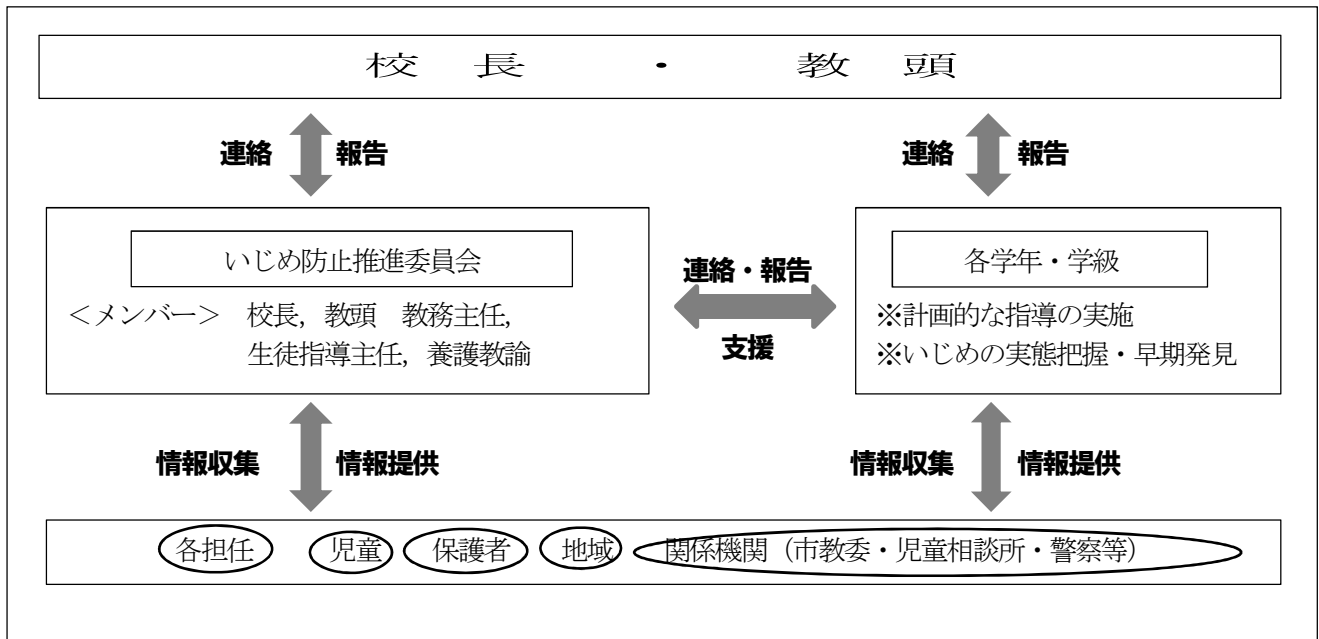 校 長 ・ 教 頭
連絡 報告
連絡 報告
いじめ防止推進委員会
<メンバー> 校長, 教頭 教務主任,
生徒指導主任, 養護教諭
連絡・報告
支援
各学年・学級
※計画的な指導の実施
※いじめの実態把握・早期発見
情報収集 情報提供
情報収集 情報提供
各担任 児童 保護者 地域 関係機関(市教委・児童相談所・警察等)